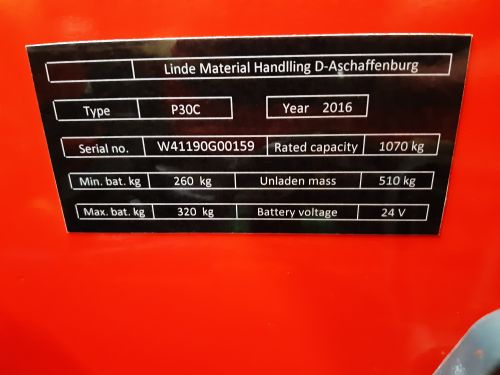 Linde Material Handlling D-Aschaffenburg
Type P30C Year 2016
Serial no. W41190G00159 Rated capacity 1070 kg
Min. bat. kg 260 kg Unladen mass 510 kg
Max. bat. kg 320 kg Battery voltage 24 V